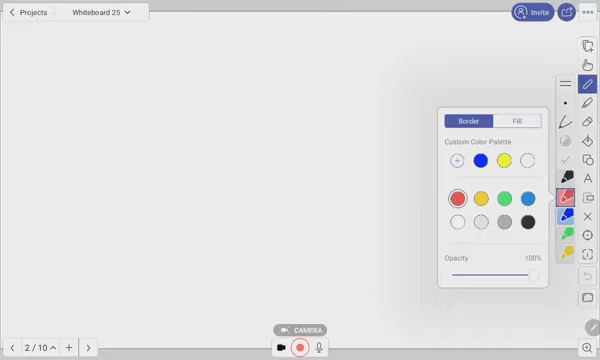 Projects
Whiteboard 25
Invite
Border
Fill
Custom Color Palette
Opacity
100%
CAMERA
2 / 10